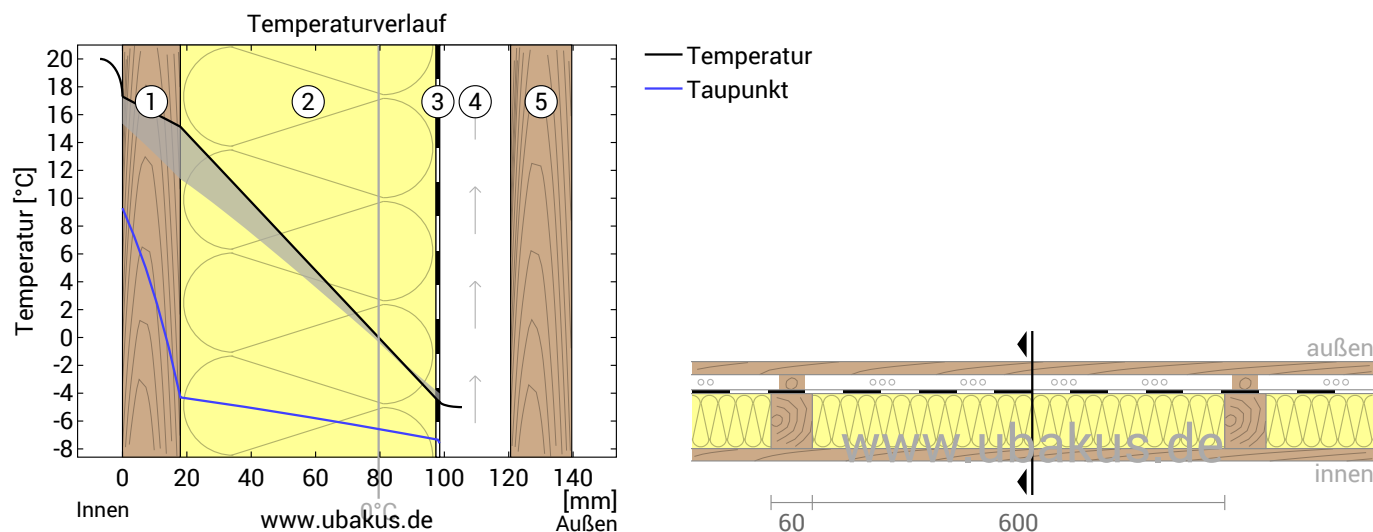 Temperaturverlauf
20
18
16
14
12
10
8
6
4
2
0
-2
-4
-6
-8
Temperatur [°C]
1
2
3
4
5
Temperatur
Taupunkt
0 20 40 60 80 100 120 140
[mm]
0°C
Innen
www.ubakus.de
Außen
außen
www.ubakus.de
innen
60
600